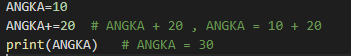 ANGKA=10
ANGKA+=20  # ANGKA + 20 , ANGKA = 10 + 20
print(ANGKA)   # ANGKA = 30